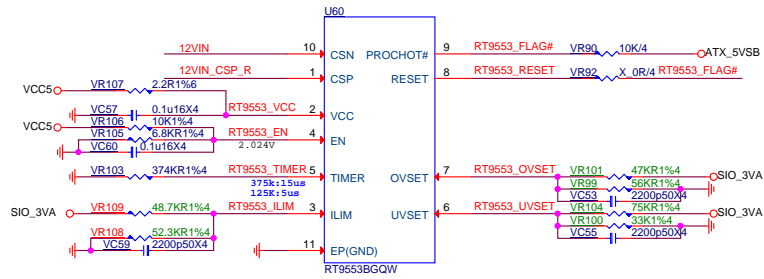 U60
12VIN 10 CSN PROCHOT# 9 RT9553_FLAG# VR90 10K/4 ATX_5VSB
12VIN_CSP_R 1 CSP RESET 8 RT9553_RESET VR92 X_0R/4 RT9553_FLAG#
VCC5 VR107 2.2R1%6
VC57 0.1u16X4 RT9553_VCC 2 VCC
VCC5 VR106 10K1%4
VR105 6.8KR1%4 RT9553_EN 4 EN
VC60 0.1u16X4 2.024V
VR103 374KR1%4 RT9553_TIMER 5 TIMER OVSET 7 RT9553_OVSET VR101 47KR1%4 SIO_3VA
375k:15us
125K:5us
VR99 56KR1%4
VC53 2200p50X4
SIO_3VA VR109 48.7KR1%4 RT9553_ILIM 3 ILIM UVSET 6 RT9553_UVSET VR104 75KR1%4 SIO_3VA
VR108 52.3KR1%4
VC59 2200p50X4
VR100 33K1%4
VC55 2200p50X4
11 EP(GND)
RT9553BGQW